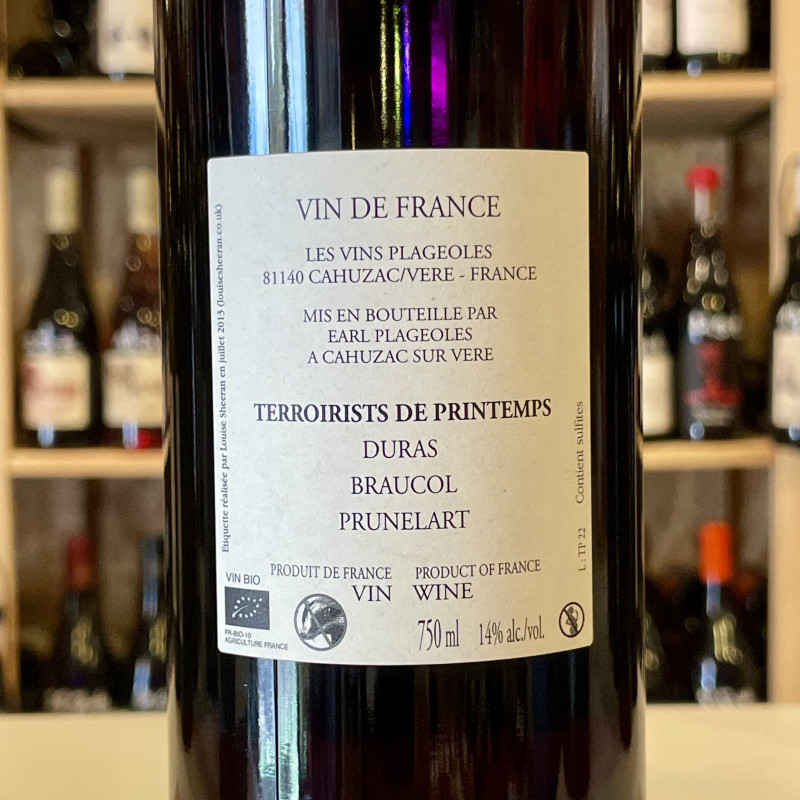 VIN DE FRANCE
LES VINS PLAGEOLES
81140 CAHUZAC/VERE - FRANCE
MIS EN BOUTEILLE PAR
EARL PLAGEOLES
A CAHUZAC SUR VERE
TERROIRISTS DE PRINTEMPS
DURAS
BRAUCOL
PRUNELART
PRODUIT DE FRANCE PRODUCT OF FRANCE
VIN WINE
750 ml 14% alc./vol.
VIN BIO
FR-BIO-10
AGRICULTURE FRANCE
Etiquette réalisée par Louise Sheeran en juillet 2013 (louisesheeran.co.uk)
L : TP 22 Contient sulfites